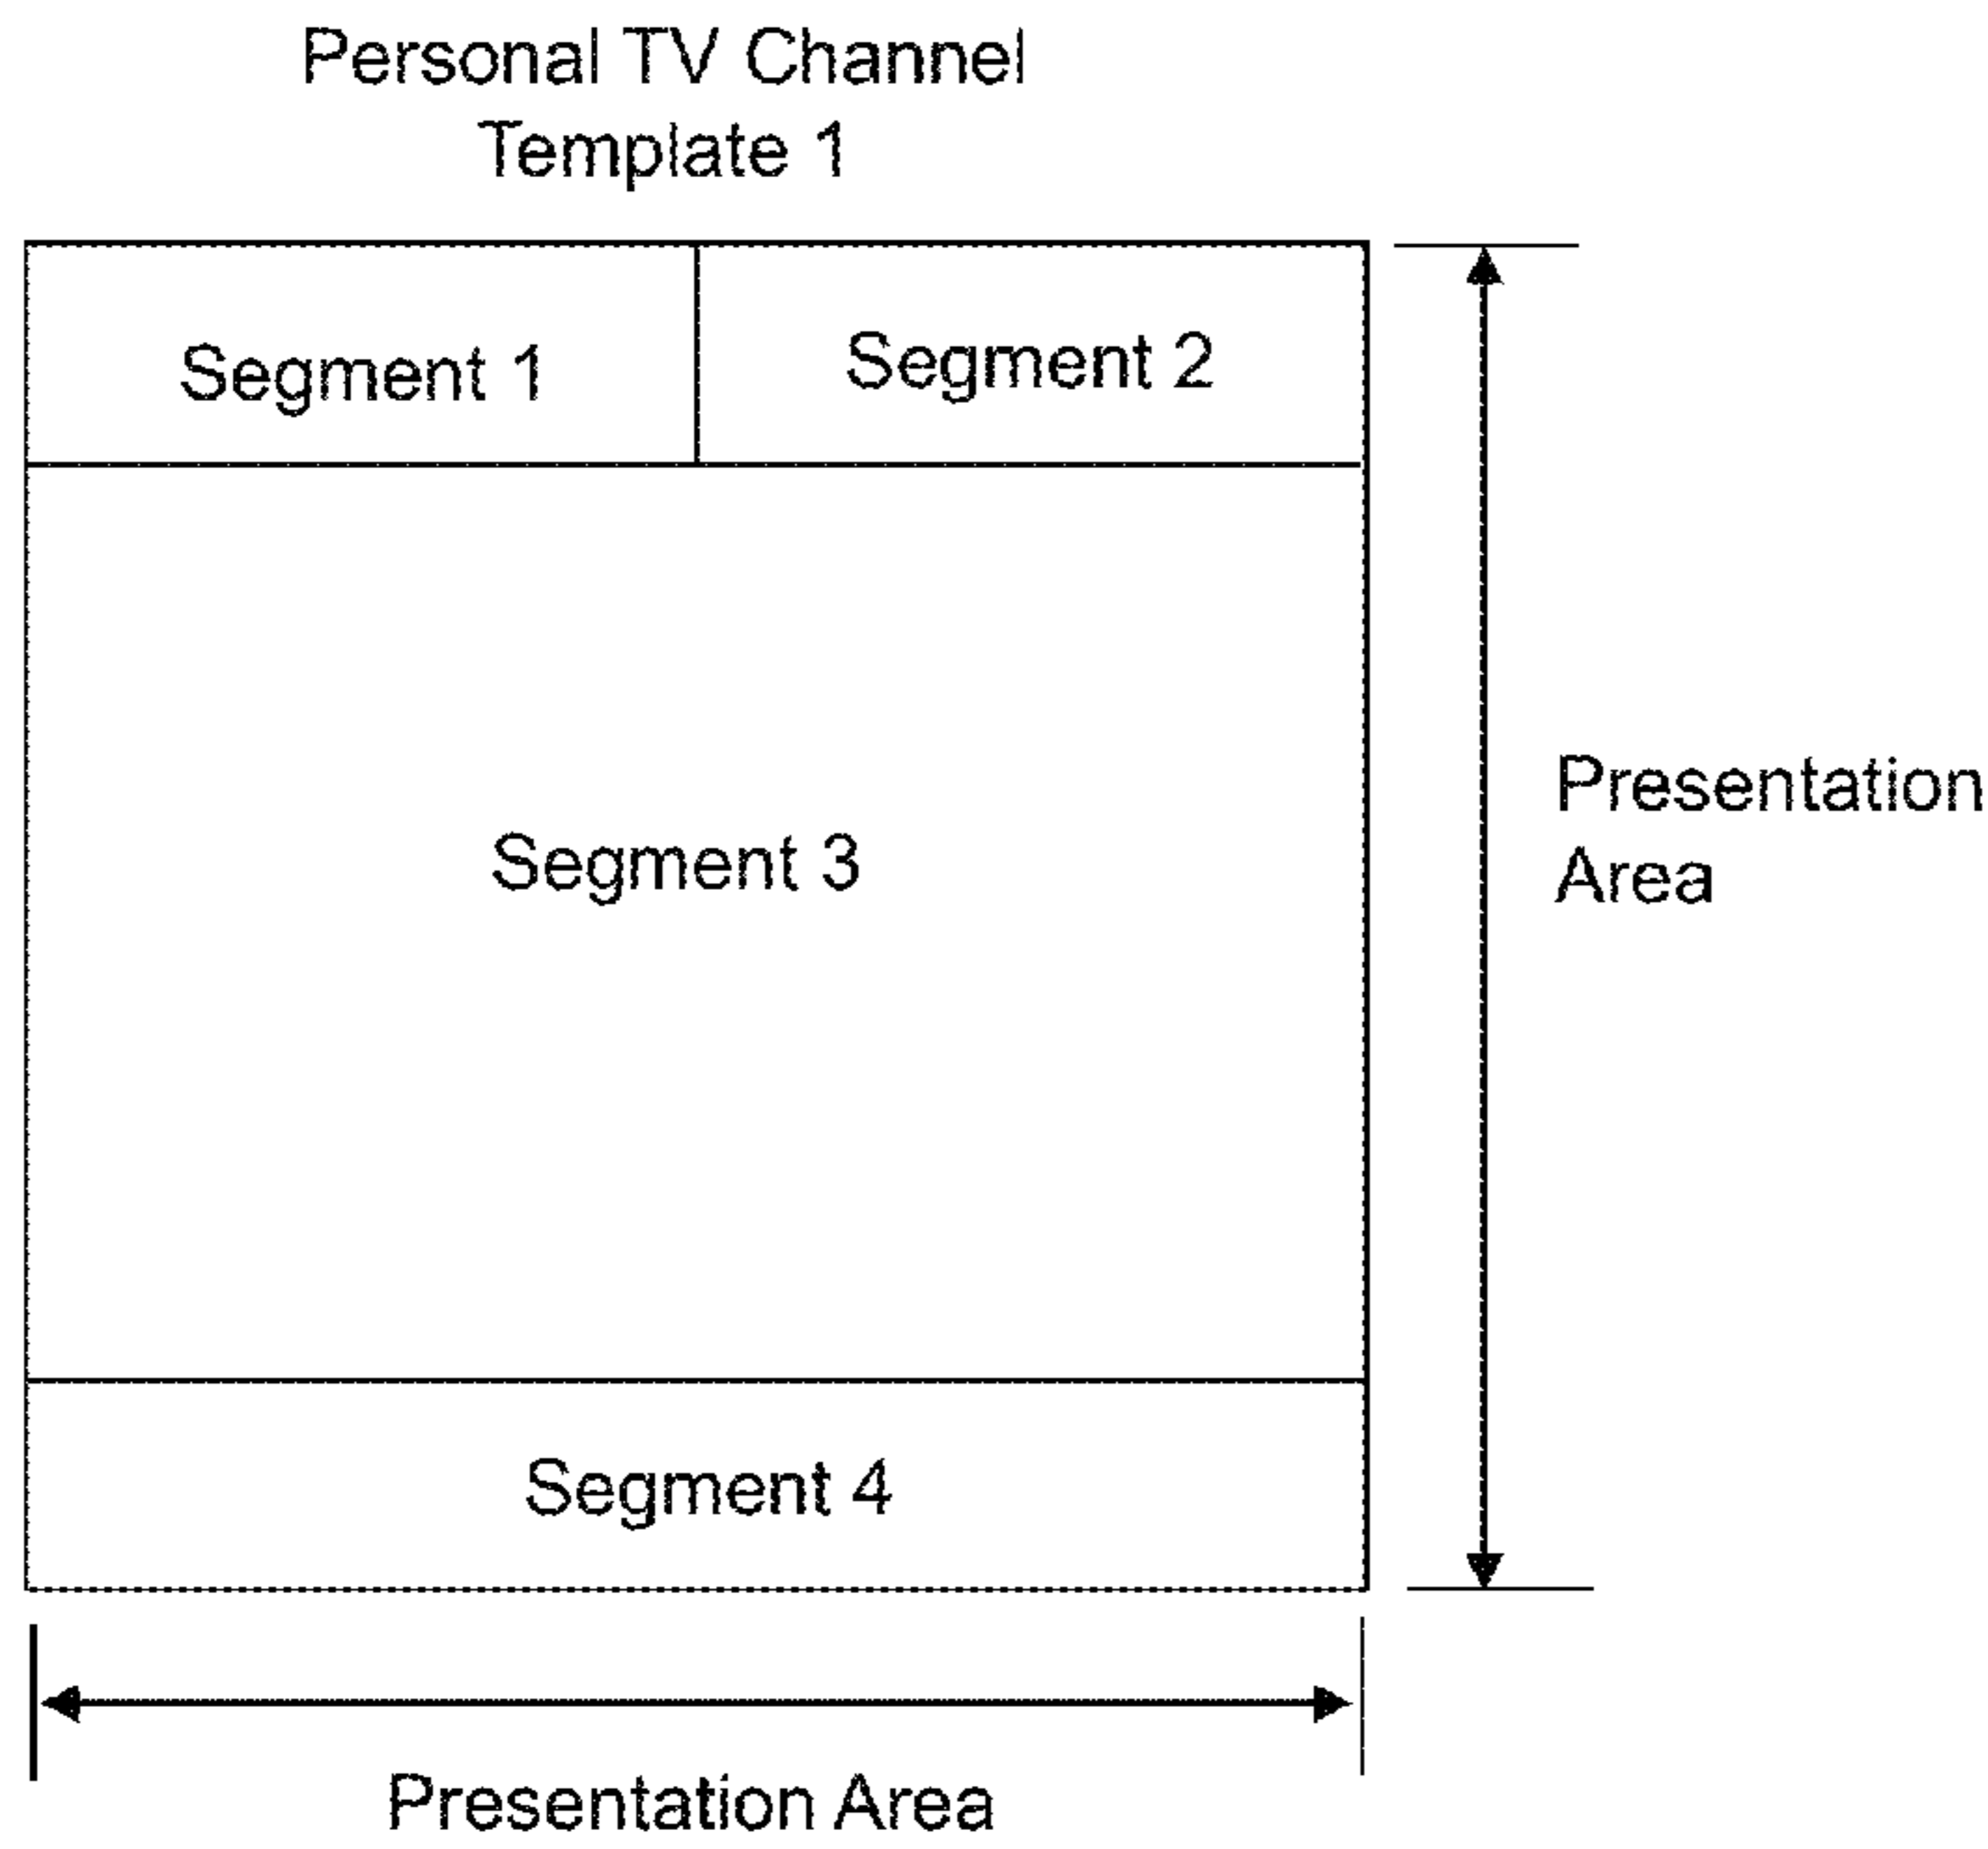 Personal TV Channel
Template 1
Segment 1
Segment 2
Segment 3
Presentation
Area
Segment 4
Presentation Area